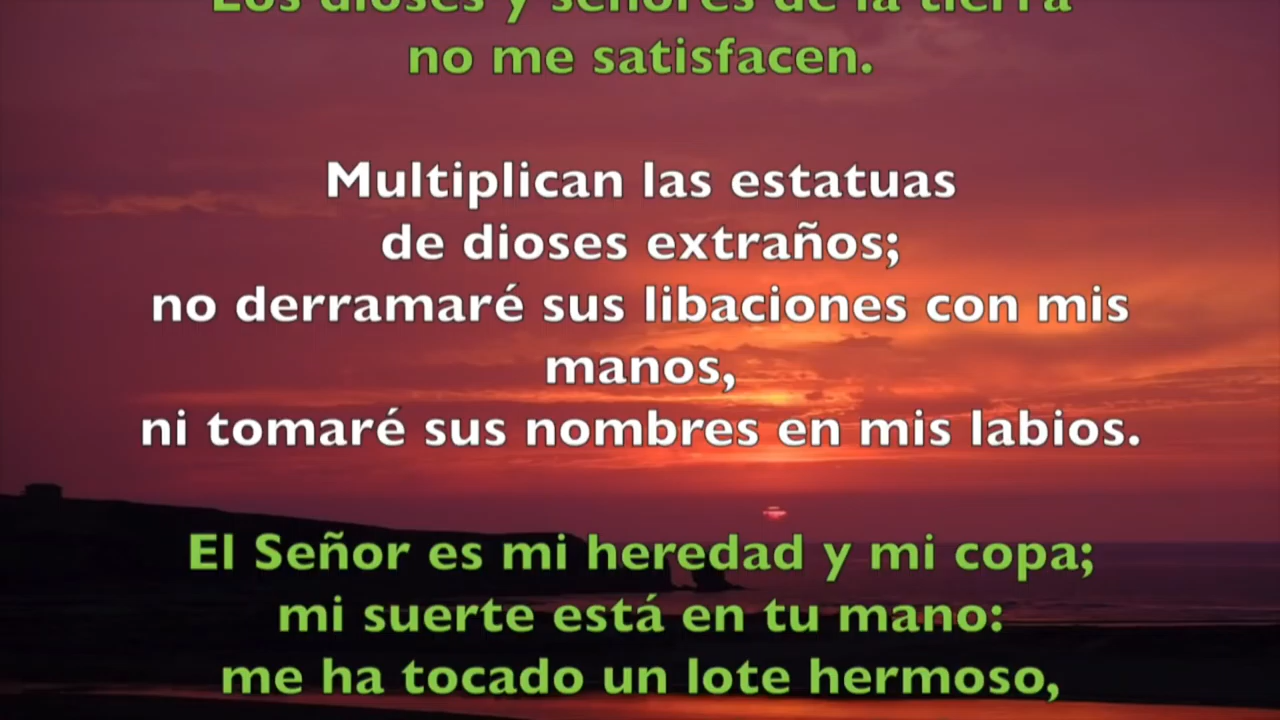 Los dioses y señores de la tierra
no me satisfacen.
Multiplican las estatuas
de dioses extraños;
no derramaré sus libaciones con mis
manos,
ni tomaré sus nombres en mis labios.
El Señor es mi heredad y mi copa;
mi suerte está en tu mano:
me ha tocado un lote hermoso,